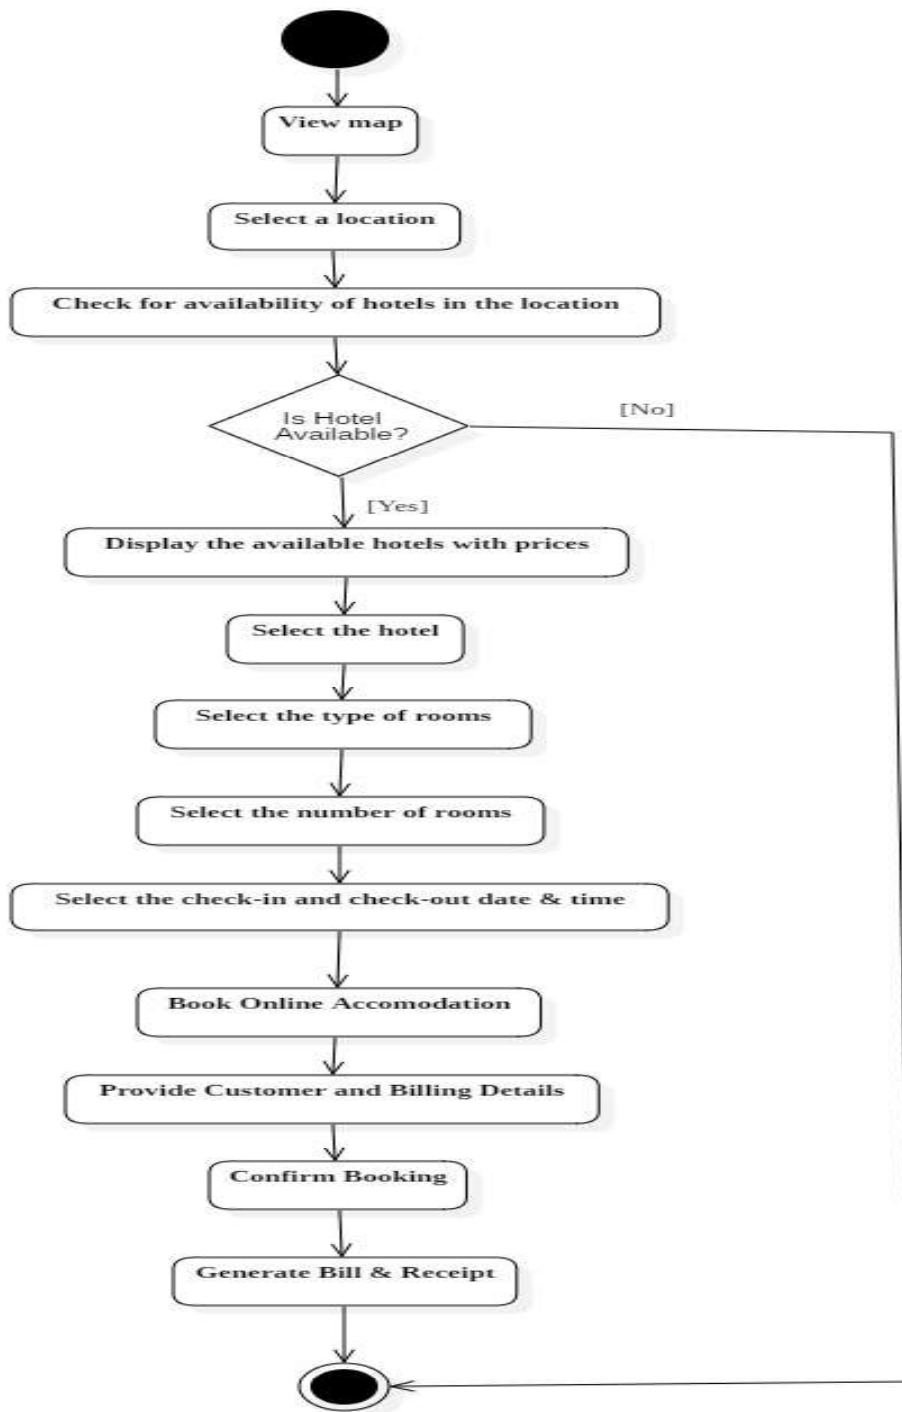 View map
Select a location
Check for availability of hotels in the location
Is Hotel
Available?
[No]
[Yes]
Display the available hotels with prices
Select the hotel
Select the type of rooms
Select the number of rooms
Select the check-in and check-out date & time
Book Online Accomodation
Provide Customer and Billing Details
Confirm Booking
Generate Bill & Receipt